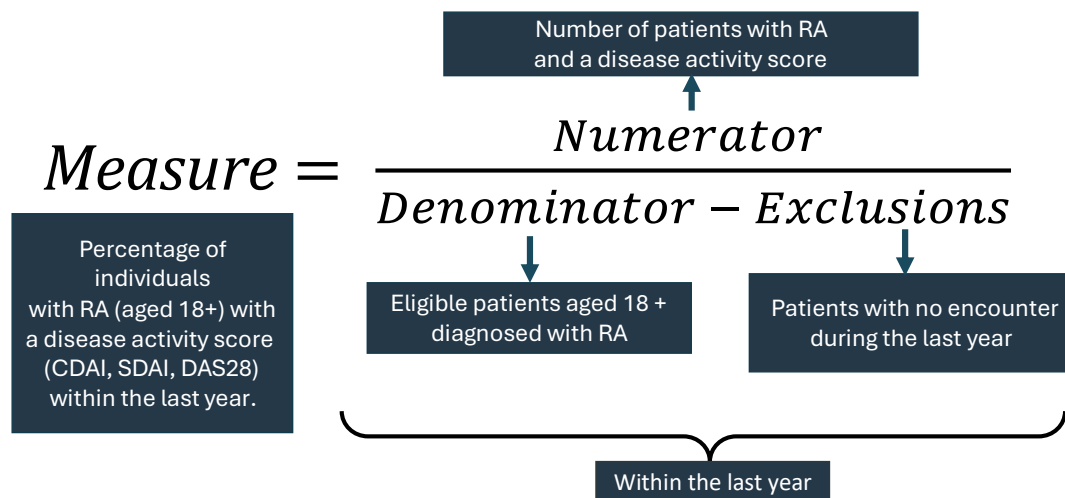 Number of patients with RA
and a disease activity score
Measure = Numerator
Denominator − Exclusions
Percentage of
individuals
with RA (aged 18+) with
a disease activity score
(CDAI, SDAI, DAS28)
within the last year.
Eligible patients aged 18 +
diagnosed with RA
Patients with no encounter
during the last year
Within the last year